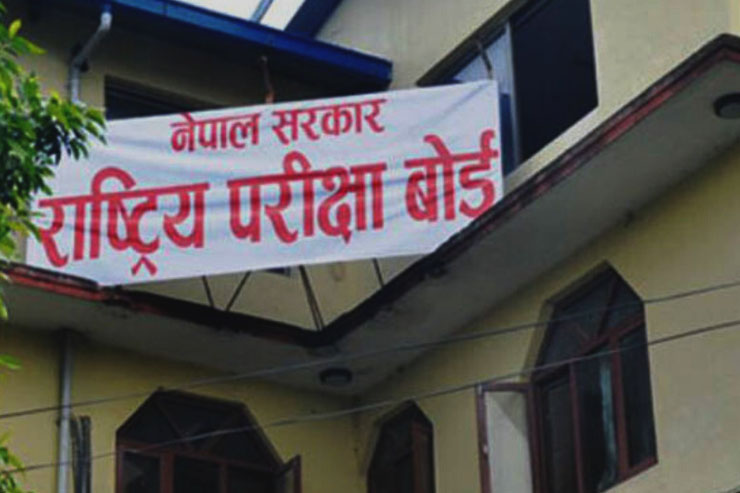 नेपाल सरकार
राष्ट्रिय परीक्षा बोर्ड